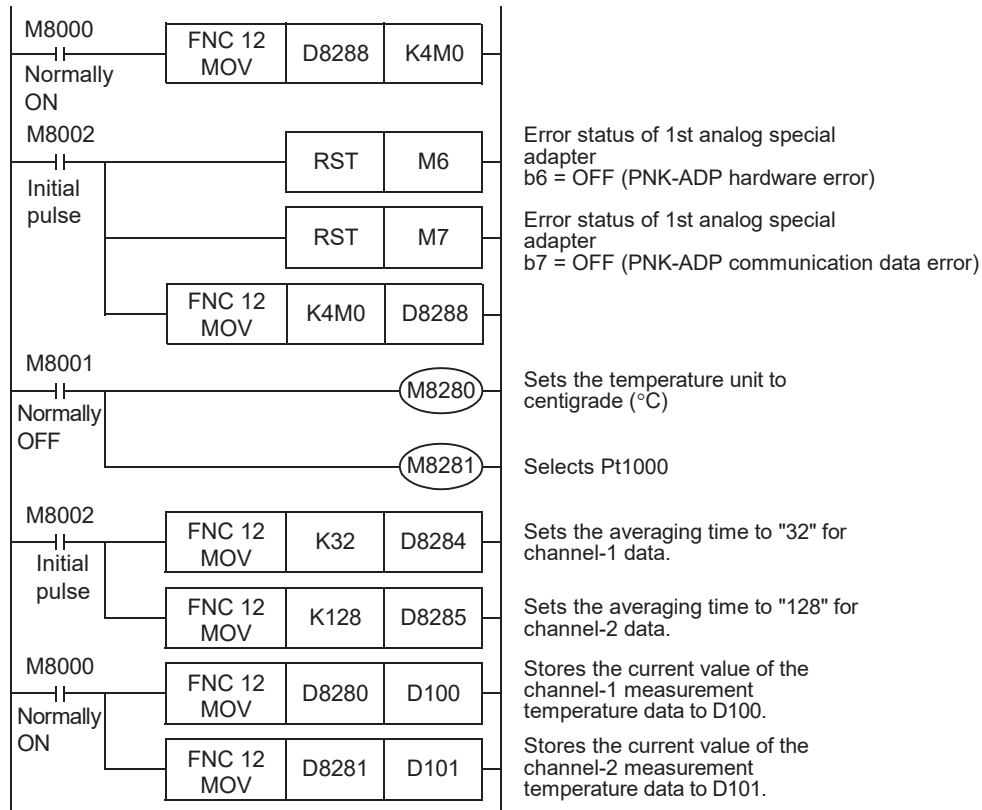 M8000
Normally
ON
FNC 12
MOV
D8288
K4M0
M8002
Initial
pulse
RST
M6
Error status of 1st analog special
adapter
b6 = OFF (PNK-ADP hardware error)
RST
M7
Error status of 1st analog special
adapter
b7 = OFF (PNK-ADP communication data error)
FNC 12
MOV
K4M0
D8288
M8001
Normally
OFF
M8280
Sets the temperature unit to
centigrade (°C)
M8281
Selects Pt1000
M8002
Initial
pulse
FNC 12
MOV
K32
D8284
Sets the averaging time to "32" for
channel-1 data.
FNC 12
MOV
K128
D8285
Sets the averaging time to "128" for
channel-2 data.
M8000
Normally
ON
FNC 12
MOV
D8280
D100
Stores the current value of the
channel-1 measurement
temperature data to D100.
FNC 12
MOV
D8281
D101
Stores the current value of the
channel-2 measurement
temperature data to D101.